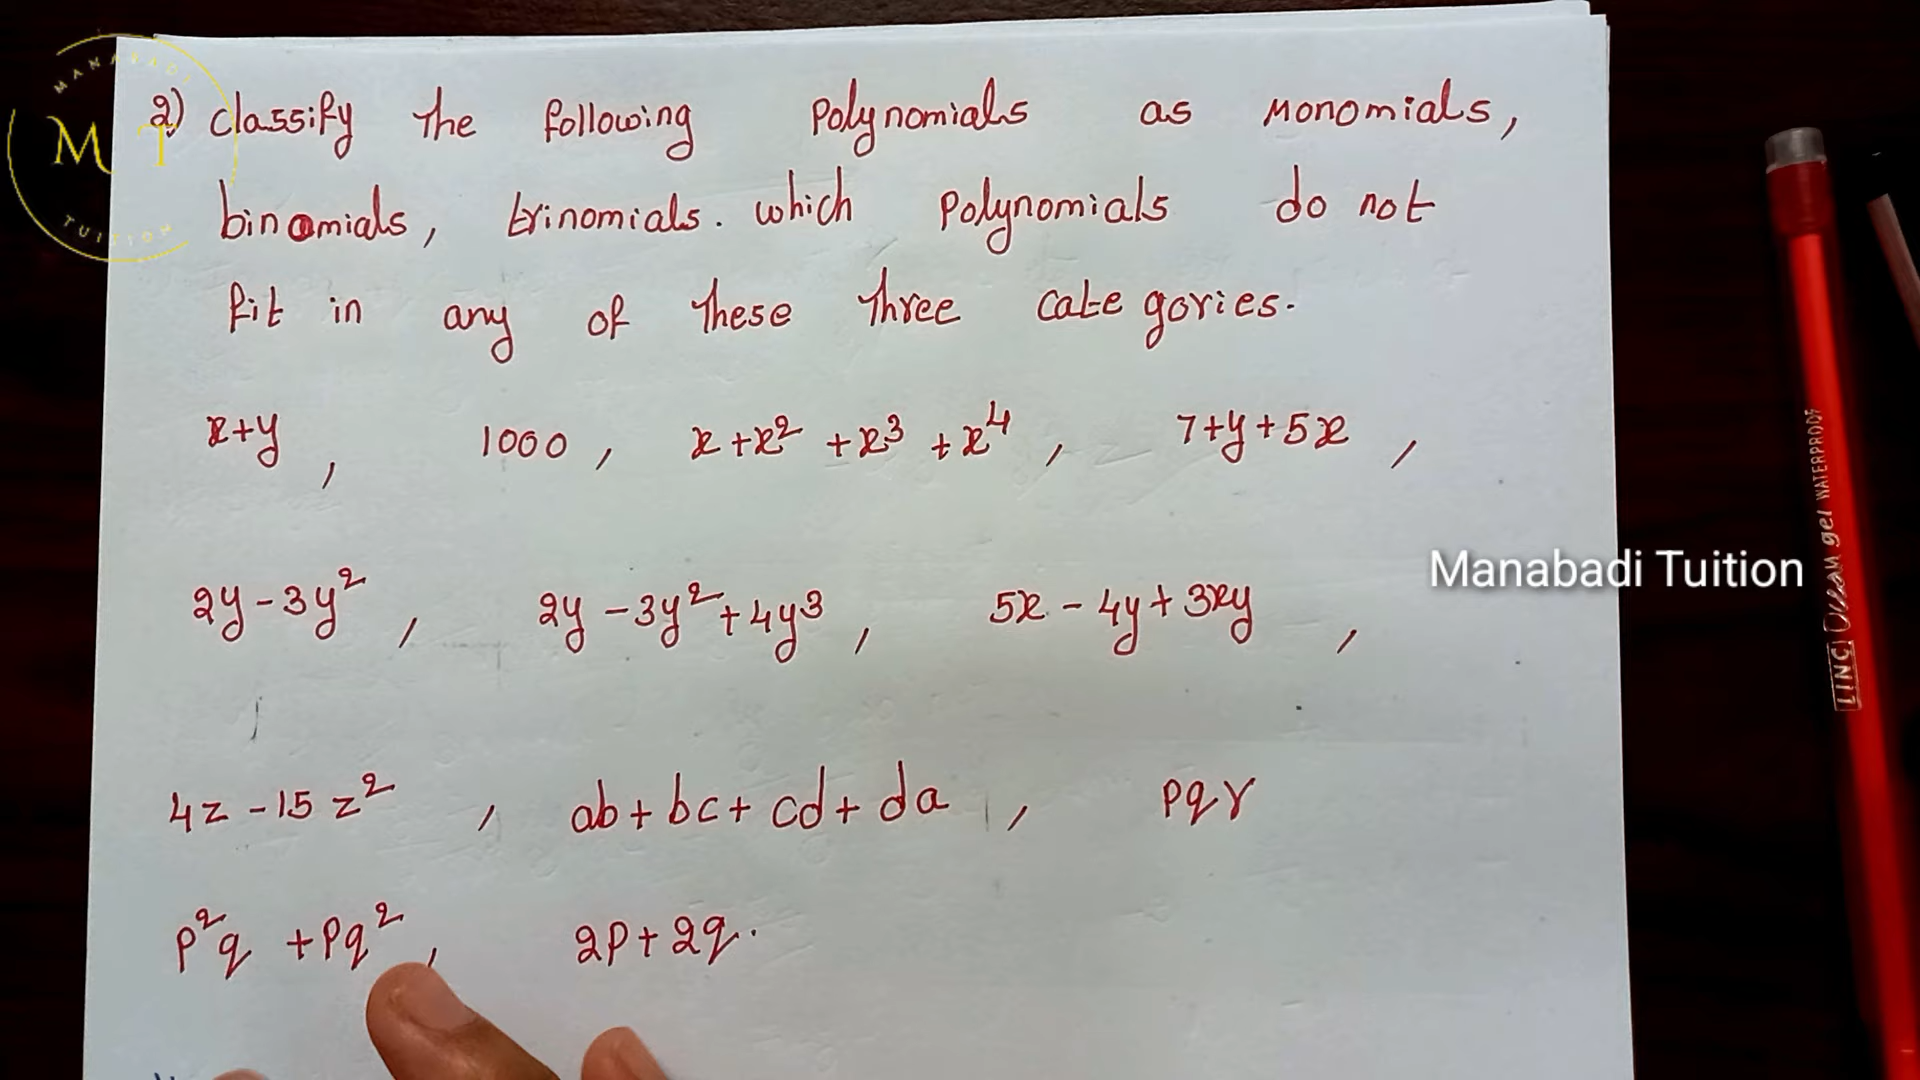 MANABADI
M T
TUITION
2) classify the following polynomials as monomials,
binomials, trinomials. which polynomials do not
fit in any of these three categories.
x+y, 1000, x+x² +x³ +x⁴, 7+y+5x,
2y-3y², 2y-3y²+4y³, 5x-4y+3xy,
Manabadi Tuition
4z-15z², ab+bc+cd+da, pqr
p²q +pq², 2p+2q.
LINC Ocean gel WATERPROOF